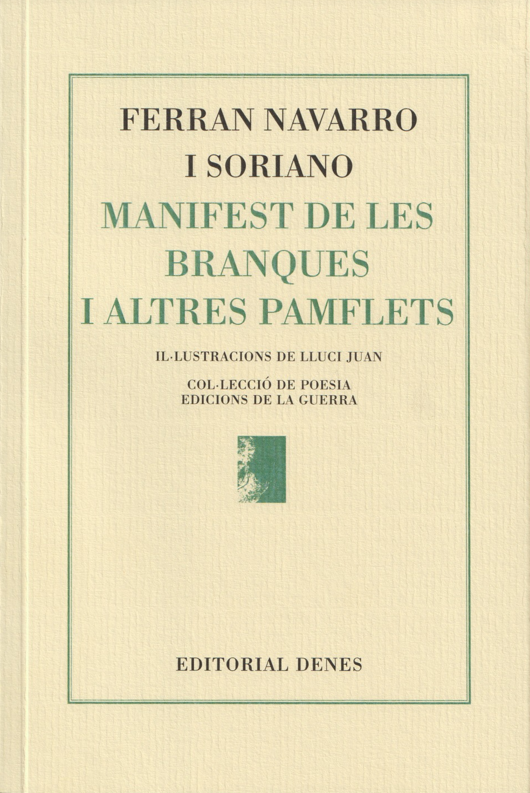 FERRAN NAVARRO
I SORIANO
MANIFEST DE LES
BRANQUES
I ALTRES PAMFLETS
IL·LUSTRACIONS DE LLUCI JUAN
COL·LECCIÓ DE POESIA
EDICIONS DE LA GUERRA
EDITORIAL DENES